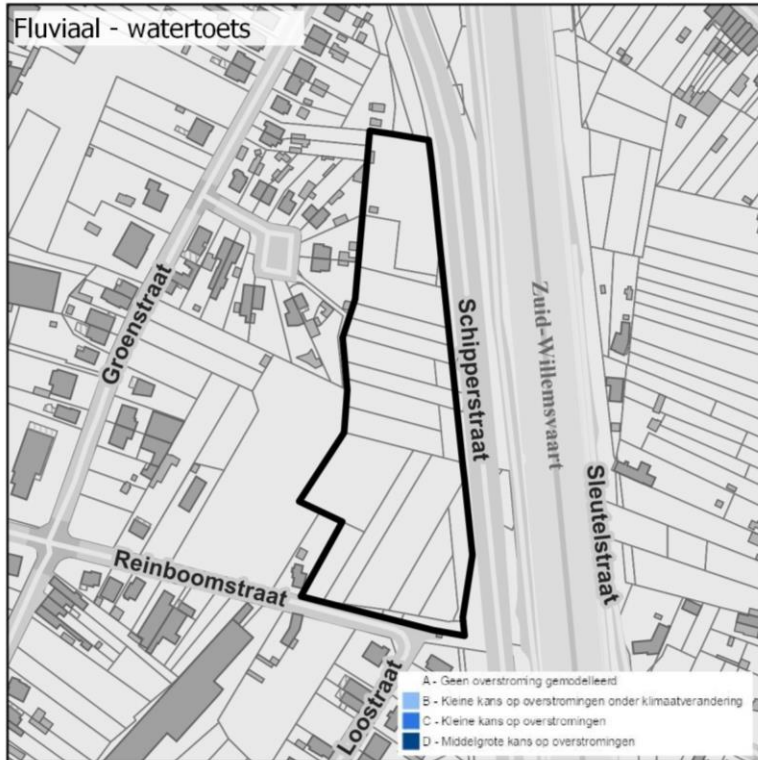 Fluviaal - watertoets
Groenstraat
Schipperstraat
Zuid-Willemsvaart
Sleutelstraat
Reinboomstraat
Loostraat
A - Geen overstroming gemodelleerd
B - Kleine kans op overstromingen onder klimaatverandering
C - Kleine kans op overstromingen
D - Middelgrote kans op overstromingen